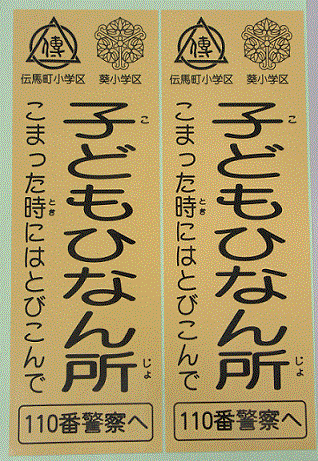 傳
伝馬町小学区
葵小学区
子どもひなん所
こ
じょ
こまった時にはとびこんで
とき
110番警察へ
傳
伝馬町小学区
葵小学区
子どもひなん所
こ
じょ
こまった時にはとびこんで
とき
110番警察へ